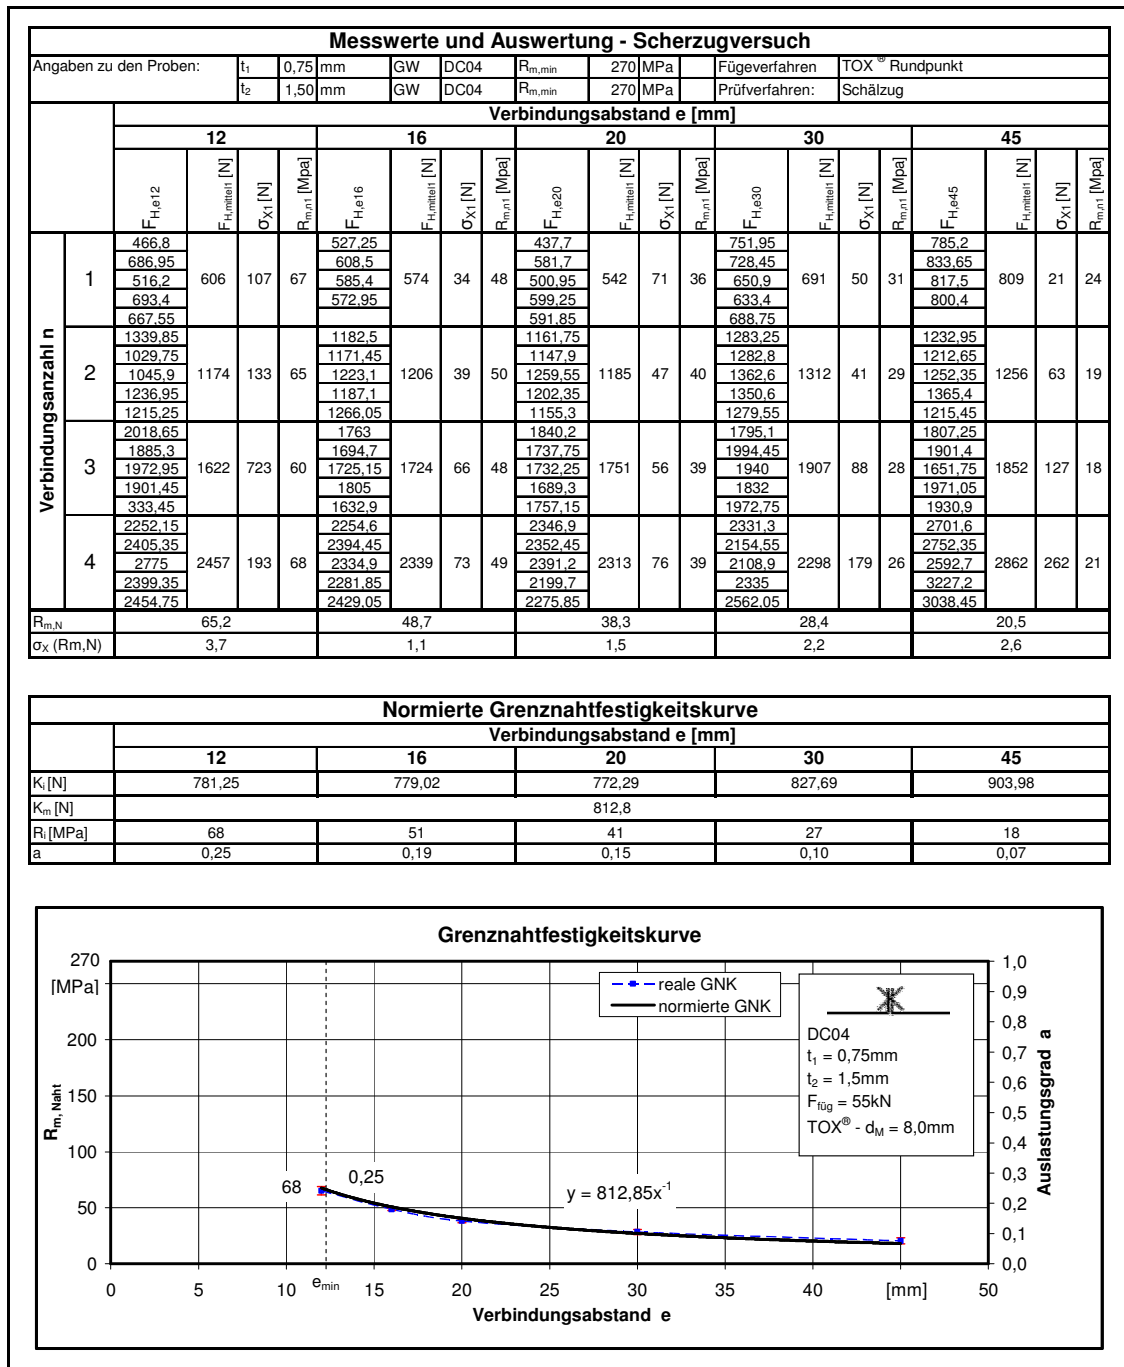 Messwerte und Auswertung - Scherzugversuch
Angaben zu den Proben: t1 0,75 mm GW DC04 Rm,min 270 MPa Fügeverfahren TOX ® Rundpunkt
t2 1,50 mm GW DC04 Rm,min 270 MPa Prüfverfahren: Schälzug
Verbindungsabstand e [mm]
12 16 20 30 45
FH,e12 FH,mittel1 [N] σX1 [N] Rm,n1 [Mpa] FH,e16 FH,mittel1 [N] σX1 [N] Rm,n1 [Mpa] FH,e20 FH,mittel1 [N] σX1 [N] Rm,n1 [Mpa] FH,e30 FH,mittel1 [N] σX1 [N] Rm,n1 [Mpa] FH,e45 FH,mittel1 [N] σX1 [N] Rm,n1 [Mpa]
Verbindungsanzahl n
466,8 527,25 437,7 751,95 785,2
686,95 608,5 581,7 728,45 833,65
1 516,2 606 107 67 585,4 574 34 48 500,95 542 71 36 650,9 691 50 31 817,5 809 21 24
693,4 572,95 599,25 633,4 800,4
667,55 591,85 688,75
1339,85 1182,5 1161,75 1283,25 1232,95
1029,75 1171,45 1147,9 1282,8 1212,65
2 1045,9 1174 133 65 1223,1 1206 39 50 1259,55 1185 47 40 1362,6 1312 41 29 1252,35 1256 63 19
1236,95 1187,1 1202,35 1350,6 1365,4
1215,25 1266,05 1155,3 1279,55 1215,45
2018,65 1763 1840,2 1795,1 1807,25
1885,3 1694,7 1737,75 1994,45 1901,4
3 1972,95 1622 723 60 1725,15 1724 66 48 1732,25 1751 56 39 1940 1907 88 28 1651,75 1852 127 18
1901,45 1805 1689,3 1832 1971,05
333,45 1632,9 1757,15 1972,75 1930,9
2252,15 2254,6 2346,9 2331,3 2701,6
2405,35 2394,45 2352,45 2154,55 2752,35
4 2775 2457 193 68 2334,9 2339 73 49 2391,2 2313 76 39 2108,9 2298 179 26 2592,7 2862 262 21
2399,35 2281,85 2199,7 2335 3227,2
2454,75 2429,05 2275,85 2562,05 3038,45
Rm,N 65,2 48,7 38,3 28,4 20,5
σX (Rm,N) 3,7 1,1 1,5 2,2 2,6
Normierte Grenznahtfestigkeitskurve
Verbindungsabstand e [mm]
12 16 20 30 45
Ki [N] 781,25 779,02 772,29 827,69 903,98
Km [N] 812,8
Ri [MPa] 68 51 41 27 18
a 0,25 0,19 0,15 0,10 0,07
Grenznahtfestigkeitskurve
270
[MPa]
200
150
100
50
0
Rm, Naht
reale GNK
normierte GNK
DC04
t1 = 0,75mm
t2 = 1,5mm
Ffüg = 55kN
TOX® - dM = 8,0mm
1,0
0,9
0,8
0,7
0,6
0,5
0,4
0,3
0,2
0,1
0,0
Auslastungsgrad a
68 0,25
y = 812,85x-1
0 5 10 emin 15 20 25 30 35 40 [mm] 50
Verbindungsabstand e